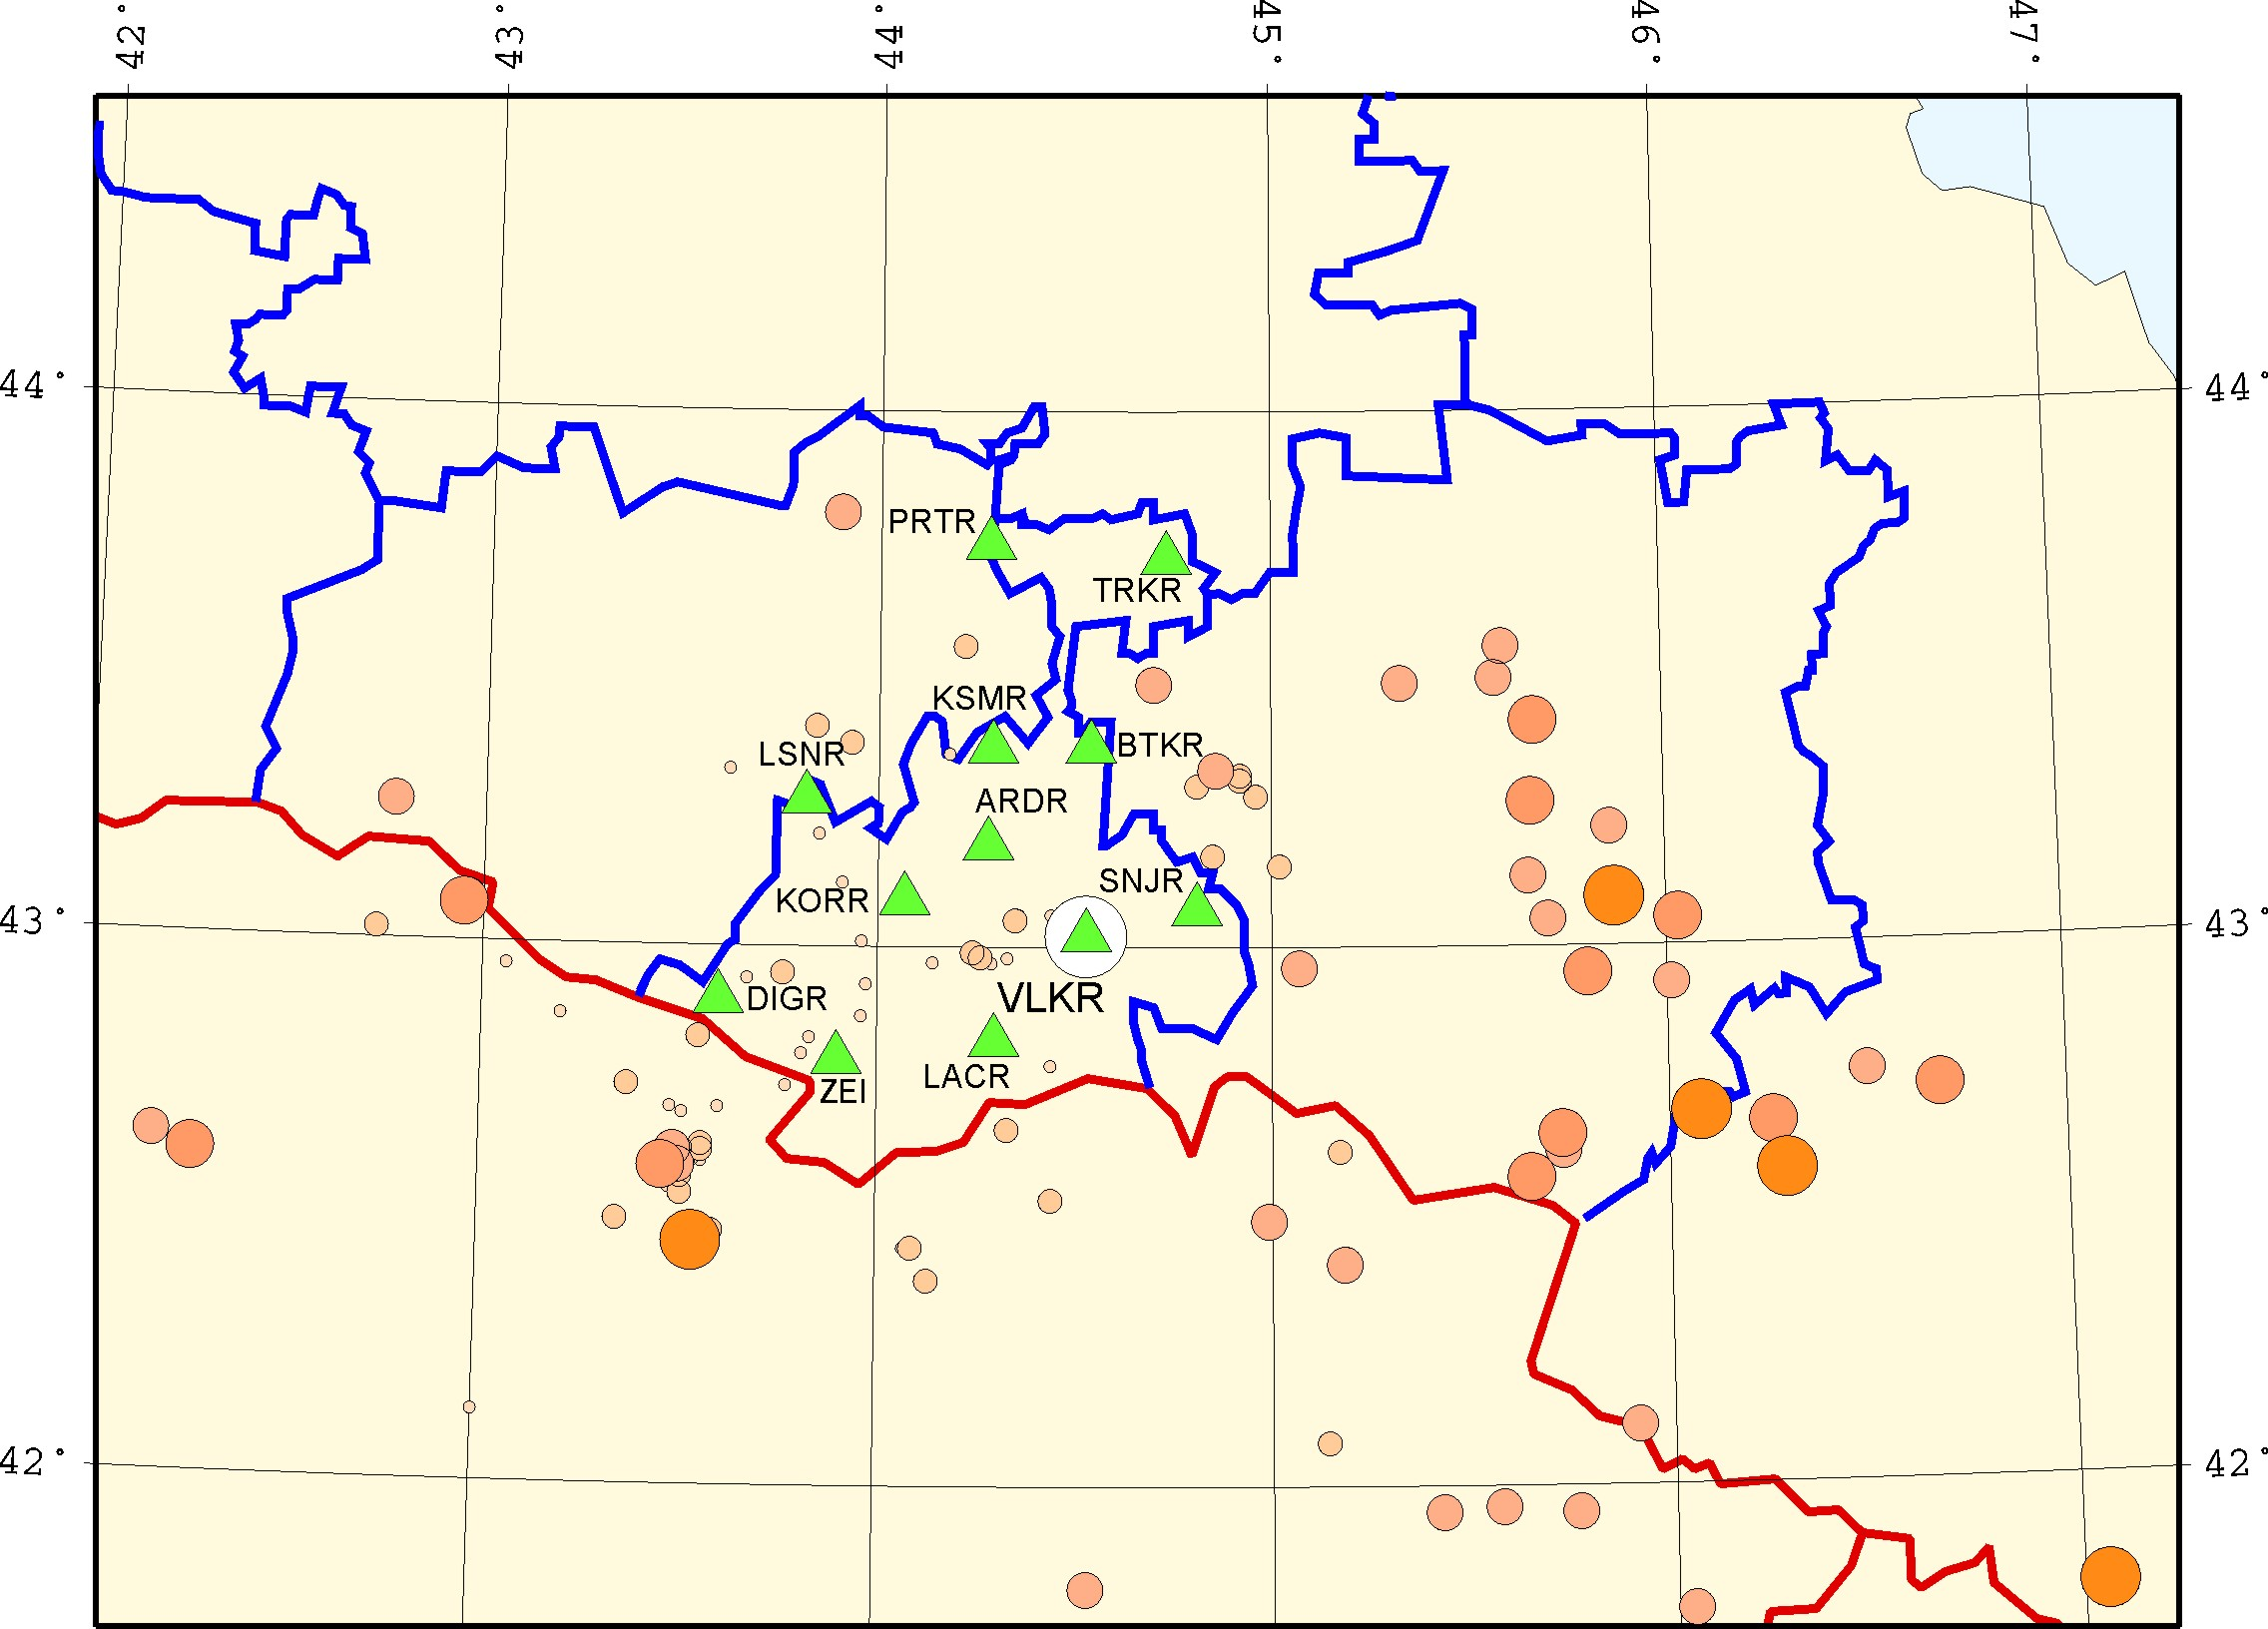 42°
43°
44°
45°
46°
47°
44°
44°
PRTR
TRKR
KSMR
LSNR
BTKR
ARDR
SNJR
KORR
43°
43°
DIGR
VLKR
LACR
ZEI
42°
42°